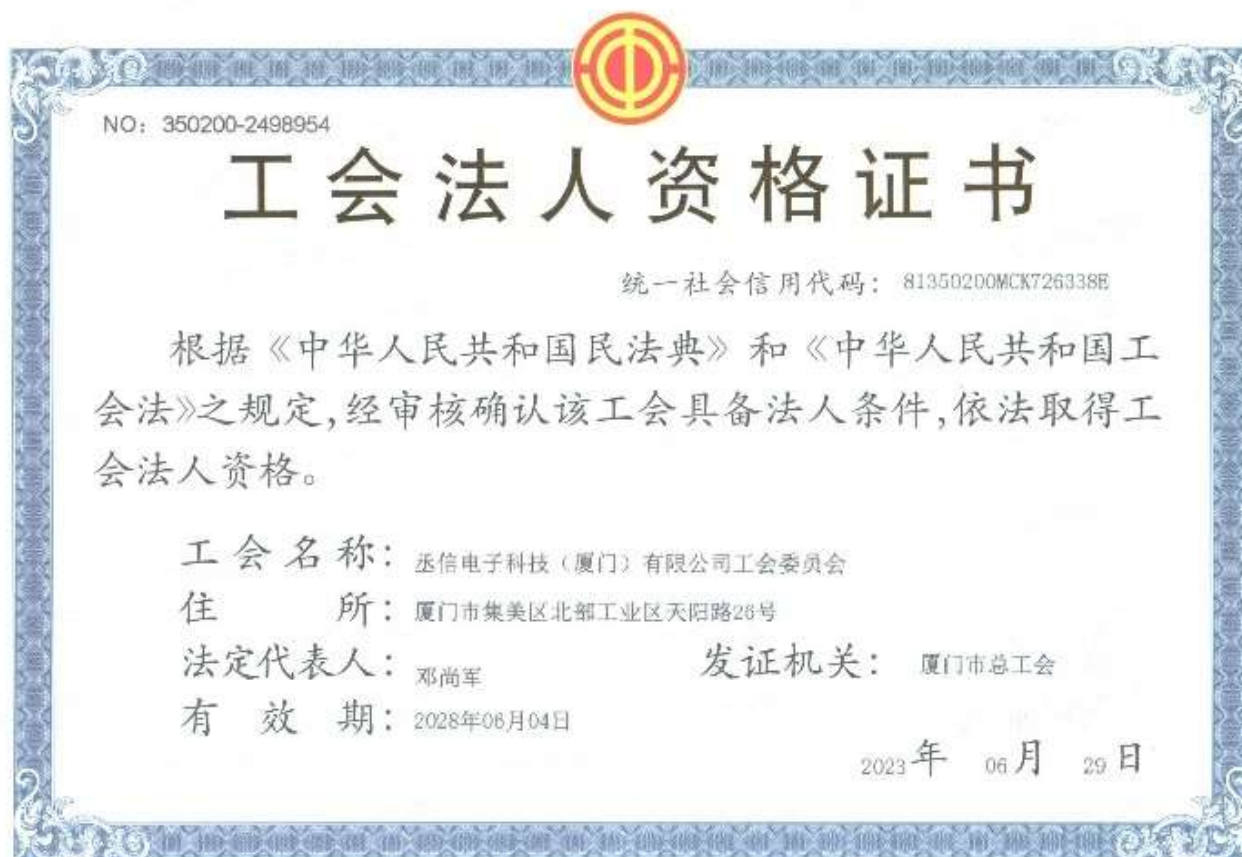 NO：350200-2498954
工会法人资格证书
统一社会信用代码：81350200MCK726338E
根据《中华人民共和国民法典》和《中华人民共和国工
会法》之规定,经审核确认该工会具备法人条件,依法取得工
会法人资格。
工会名称：丞信电子科技（厦门）有限公司工会委员会
住所：厦门市集美区北部工业区天阳路26号
法定代表人：邓尚军 发证机关：厦门市总工会
有效期：2028年06月04日
2023年06月29日